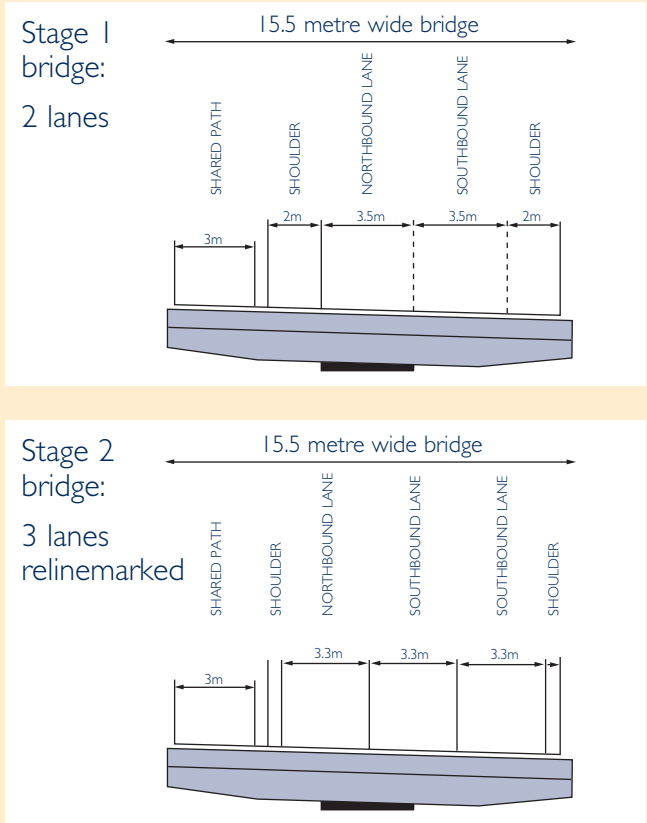 Stage 1
bridge:
2 lanes
15.5 metre wide bridge
SHARED PATH
SHOULDER
NORTHBOUND LANE
SOUTHBOUND LANE
SHOULDER
3m
2m
3.5m
3.5m
2m
Stage 2
bridge:
3 lanes
relinemarked
15.5 metre wide bridge
SHARED PATH
SHOULDER
NORTHBOUND LANE
SOUTHBOUND LANE
SOUTHBOUND LANE
SHOULDER
3m
3.3m
3.3m
3.3m